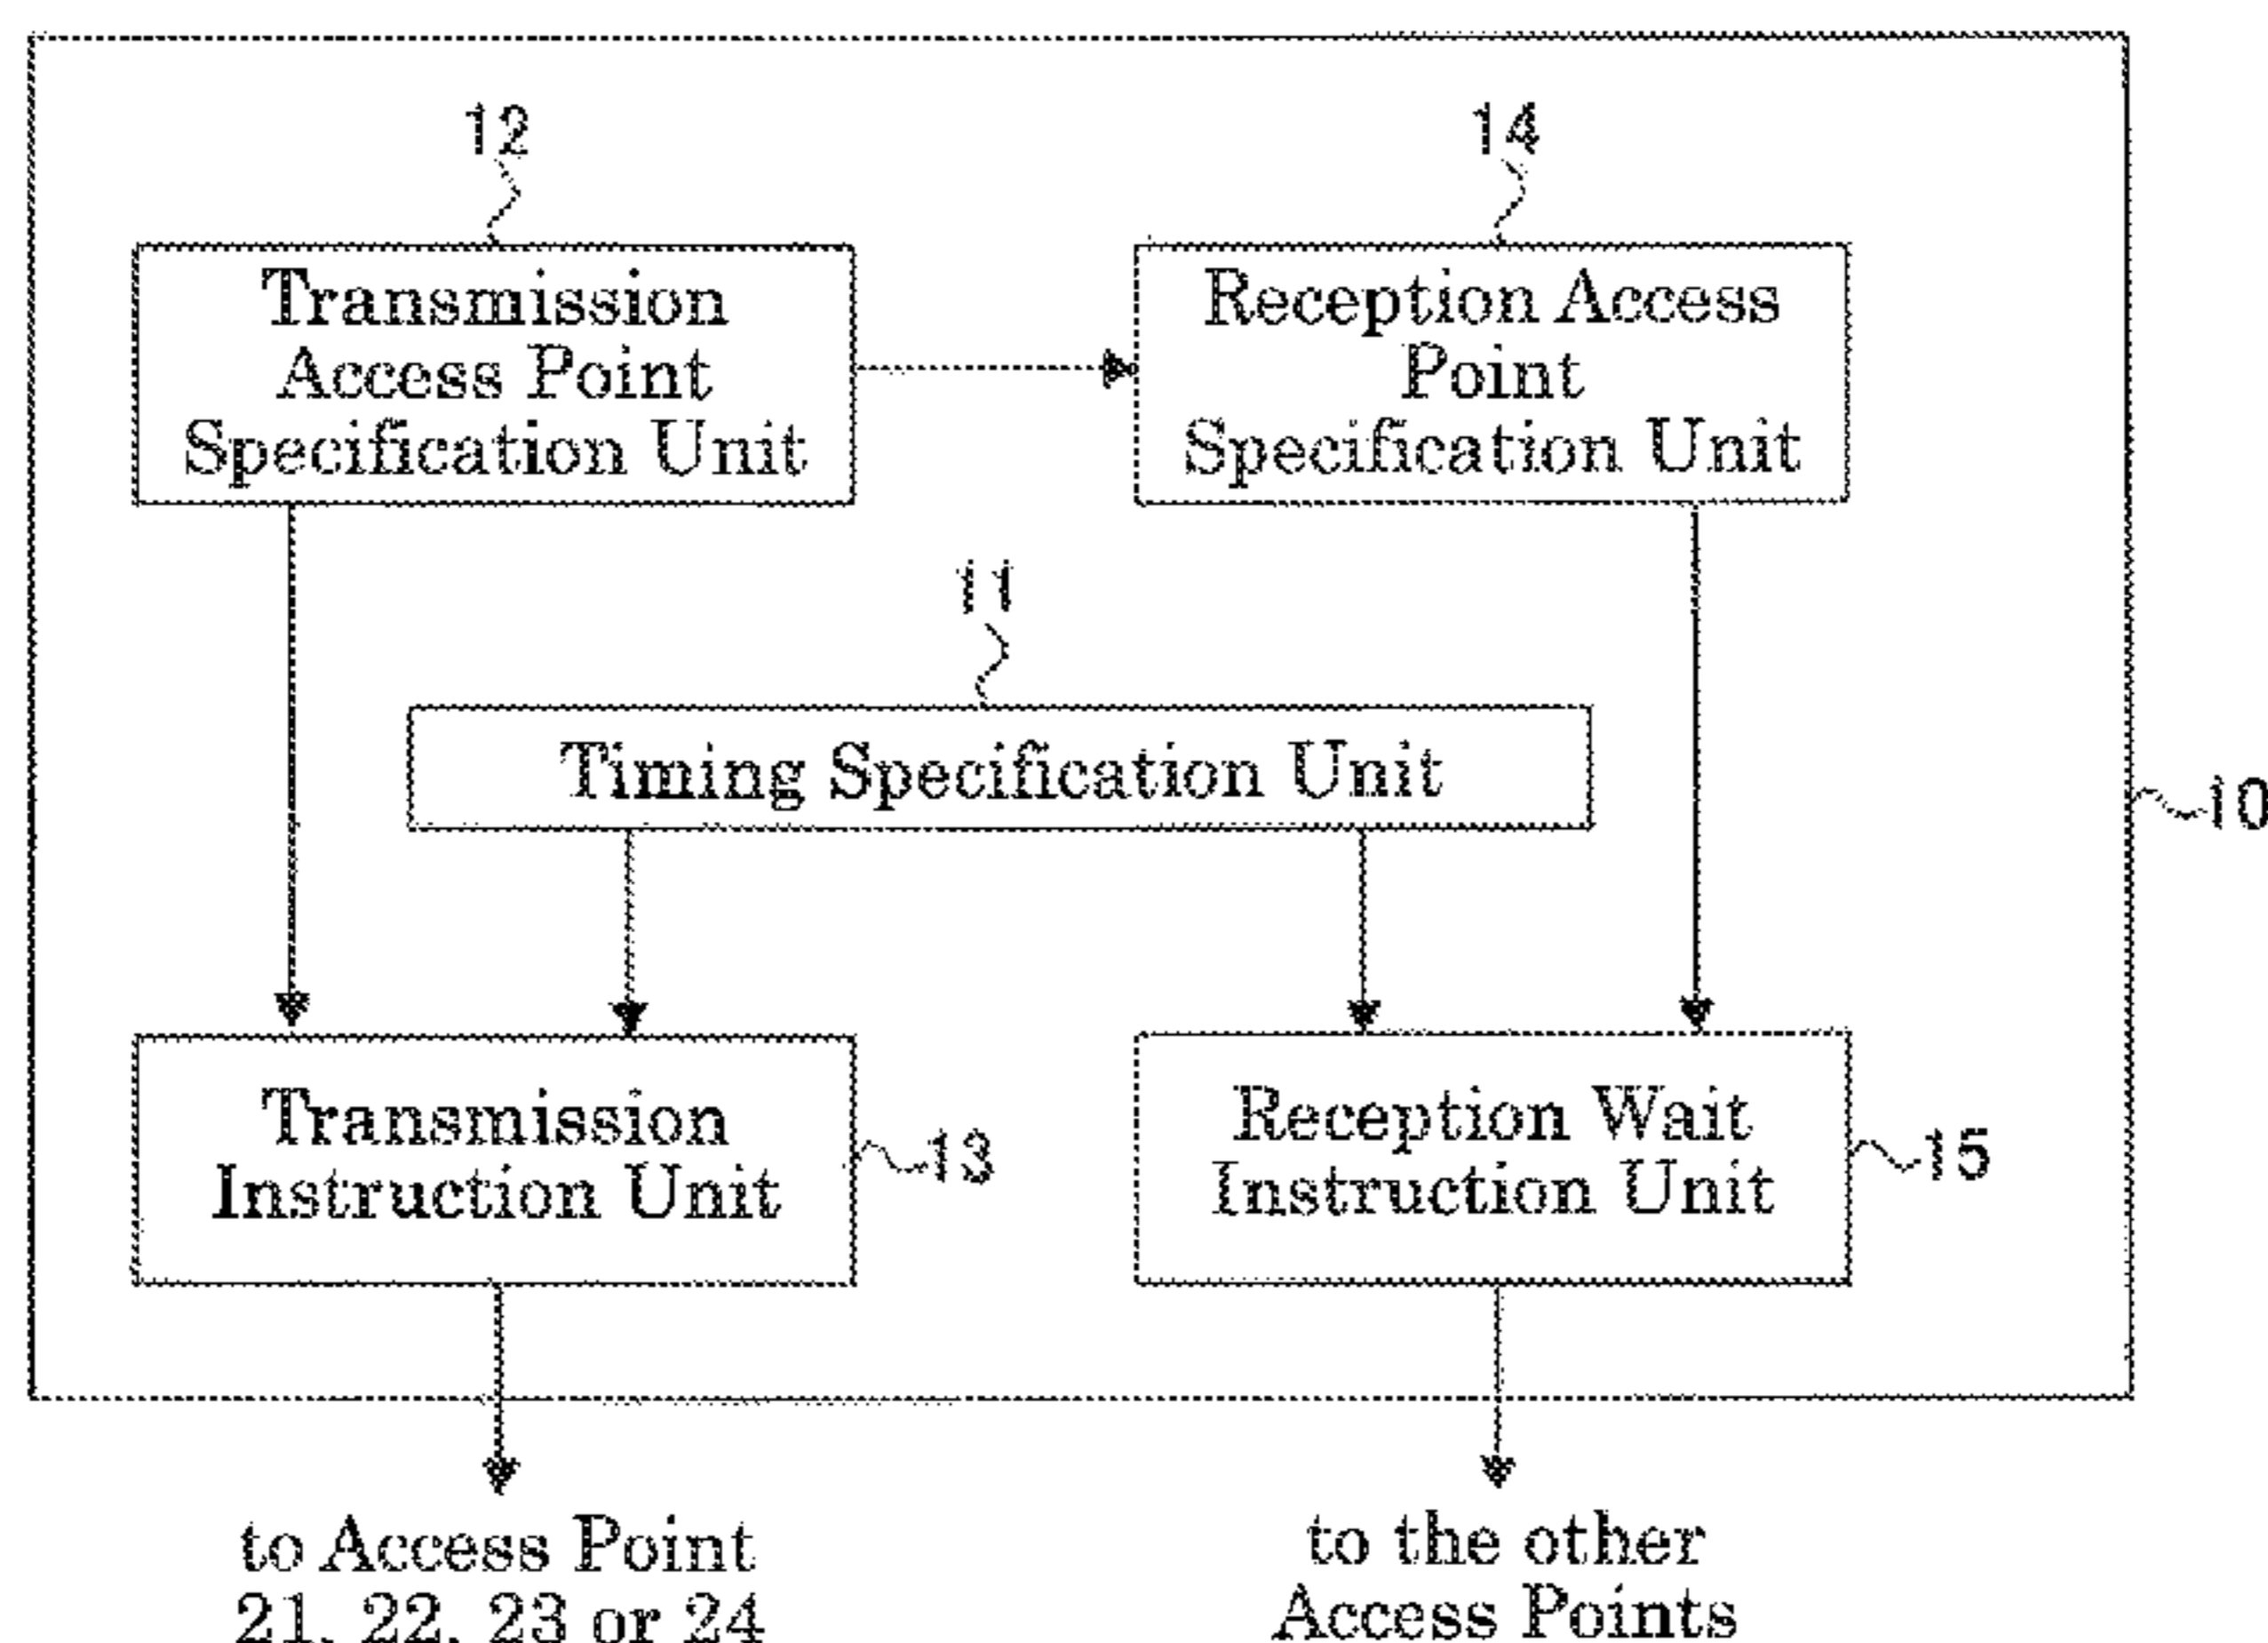 12
14
Transmission
Access Point
Specification Unit
Reception Access
Point
Specification Unit
11
Timing Specification Unit
10
Transmission
Instruction Unit
13
Reception Wait
Instruction Unit
15
to Access Point
21, 22, 23 or 24
to the other
Access Points